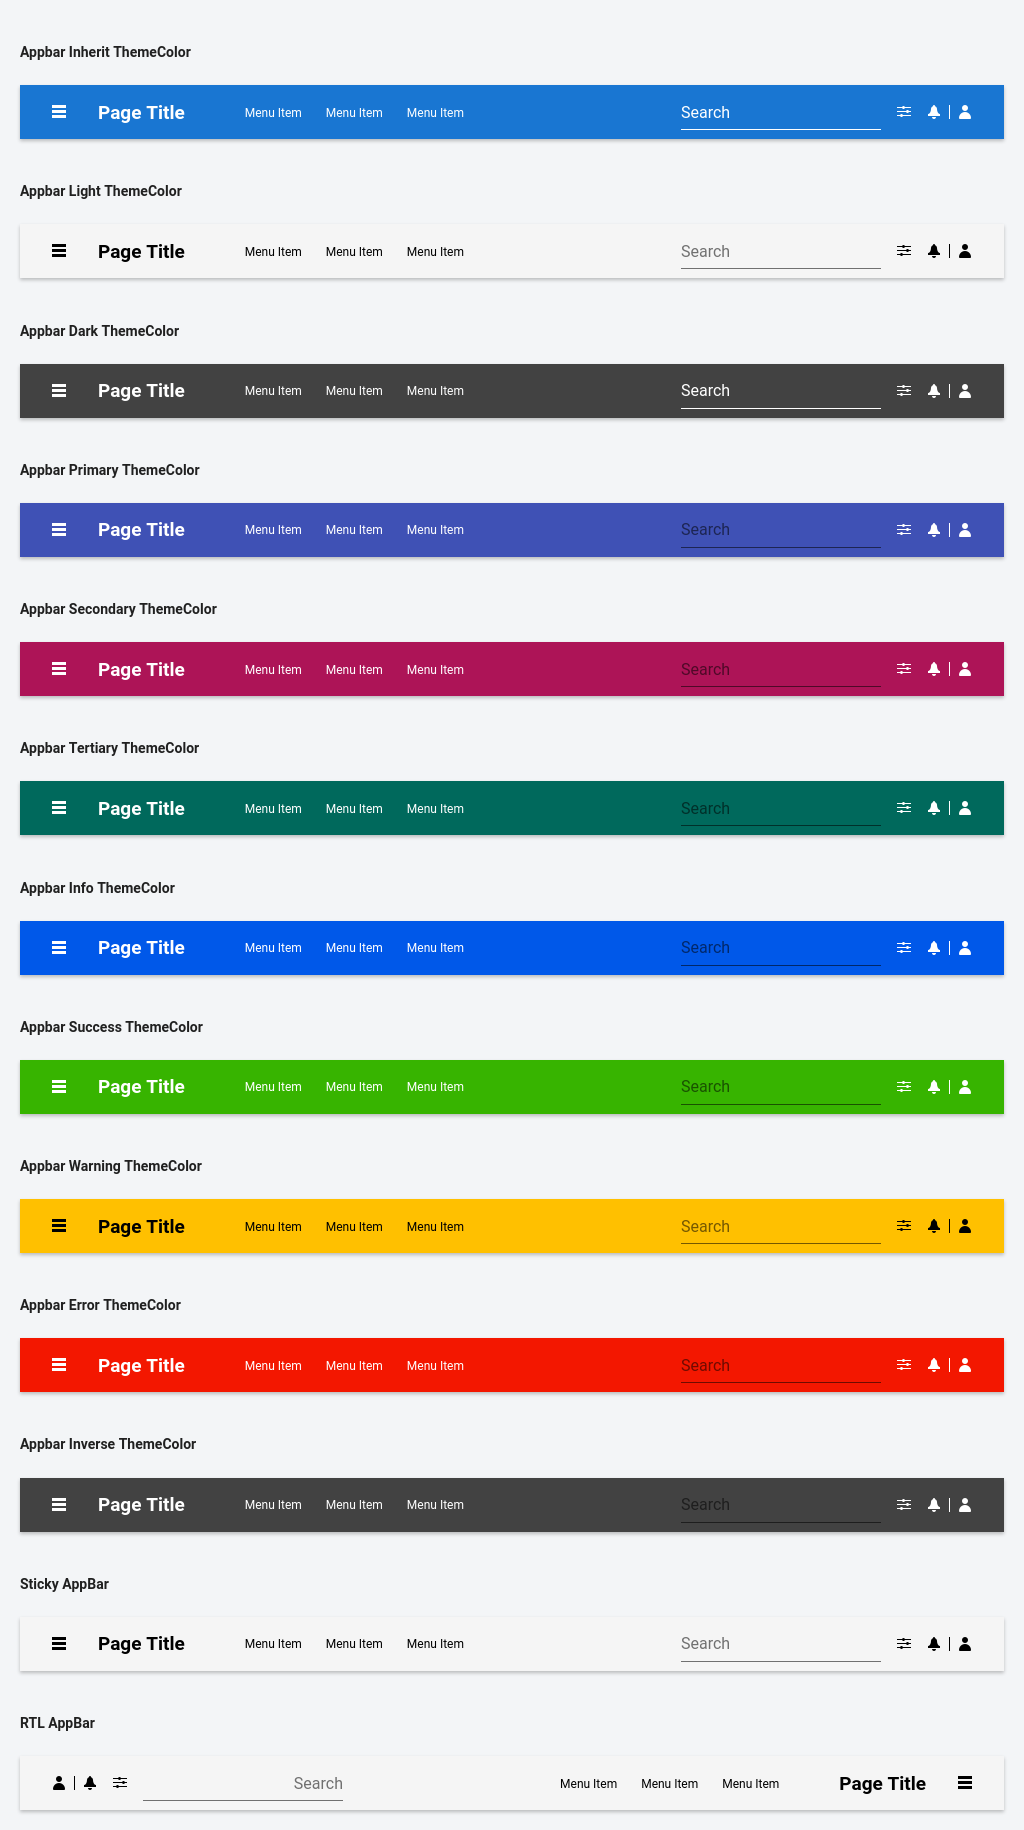 Appbar Inherit ThemeColor
Page Title Menu Item Menu Item Menu Item Search
Appbar Light ThemeColor
Page Title Menu Item Menu Item Menu Item Search
Appbar Dark ThemeColor
Page Title Menu Item Menu Item Menu Item Search
Appbar Primary ThemeColor
Page Title Menu Item Menu Item Menu Item Search
Appbar Secondary ThemeColor
Page Title Menu Item Menu Item Menu Item Search
Appbar Tertiary ThemeColor
Page Title Menu Item Menu Item Menu Item Search
Appbar Info ThemeColor
Page Title Menu Item Menu Item Menu Item Search
Appbar Success ThemeColor
Page Title Menu Item Menu Item Menu Item Search
Appbar Warning ThemeColor
Page Title Menu Item Menu Item Menu Item Search
Appbar Error ThemeColor
Page Title Menu Item Menu Item Menu Item Search
Appbar Inverse ThemeColor
Page Title Menu Item Menu Item Menu Item Search
Sticky AppBar
Page Title Menu Item Menu Item Menu Item Search
RTL AppBar
Search Menu Item Menu Item Menu Item Page Title